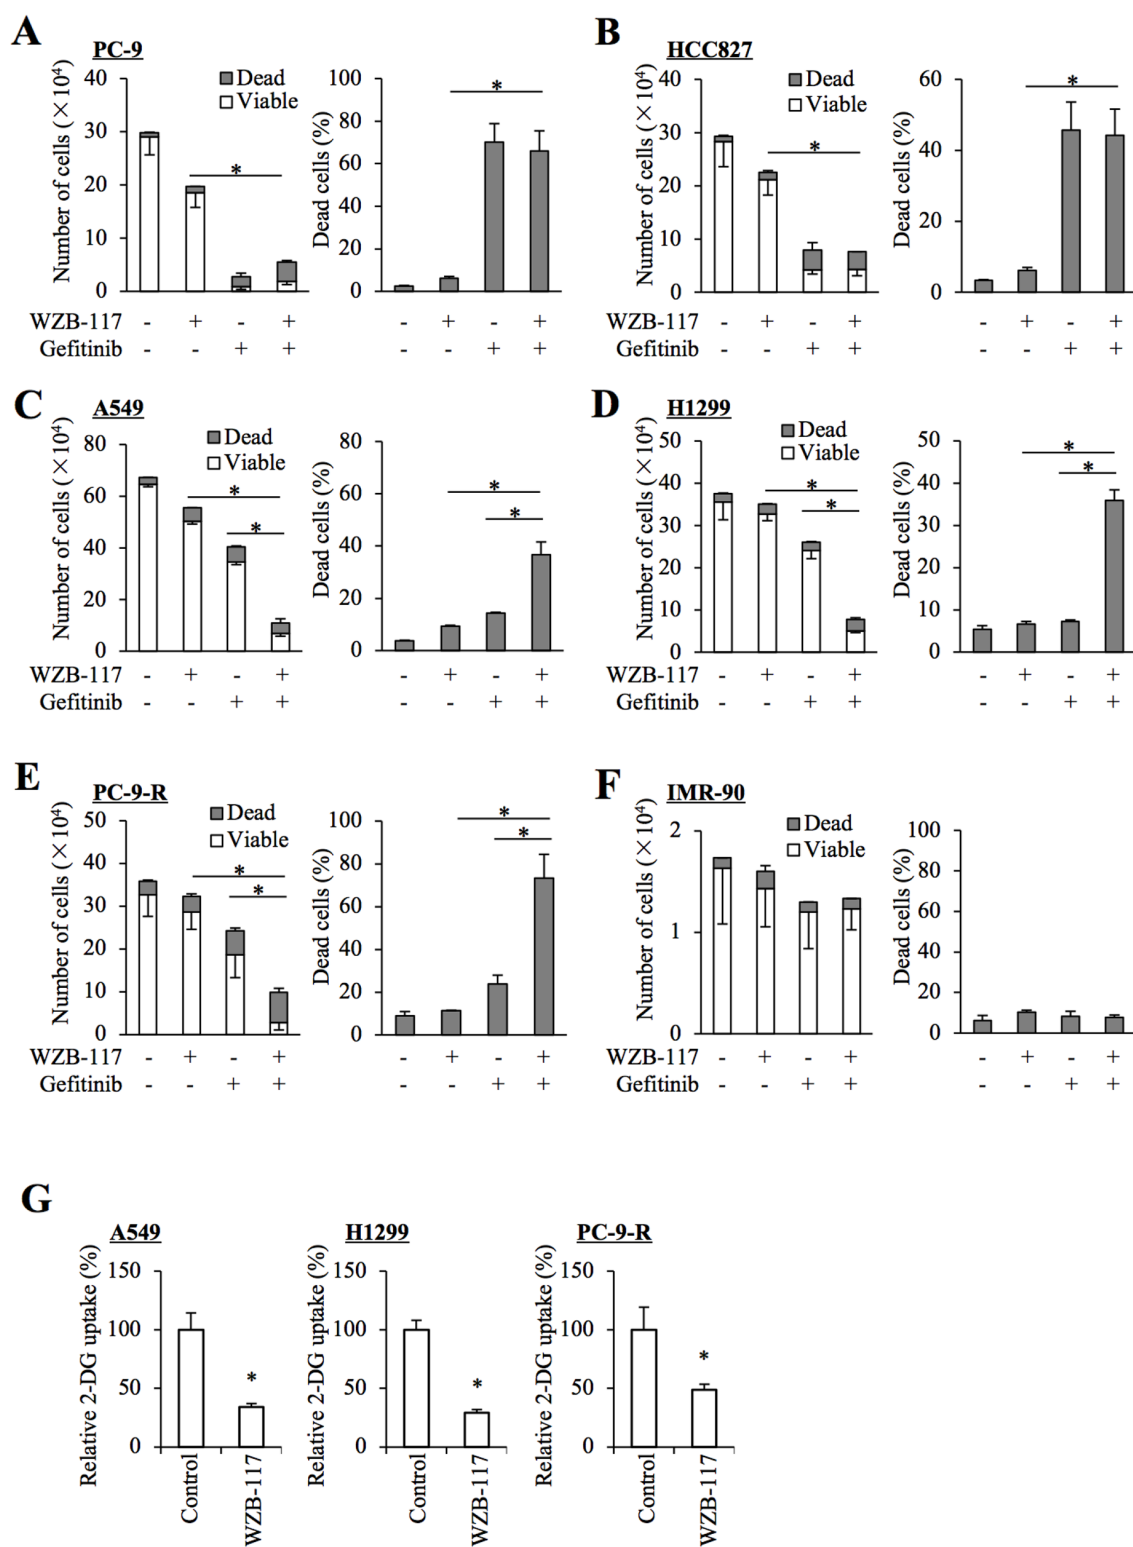 A
PC-9
Number of cells (×10⁴)
40
30
20
10
0
Dead
Viable
*
Dead cells (%)
100
80
60
40
20
0
*
WZB-117 - + - + - + - +
Gefitinib - - + + - - + +
B
HCC827
Number of cells (×10⁴)
40
30
20
10
0
Dead
Viable
*
Dead cells (%)
60
40
20
0
*
WZB-117 - + - + - + - +
Gefitinib - - + + - - + +
C
A549
Number of cells (×10⁴)
80
60
40
20
0
Dead
Viable
*
*
Dead cells (%)
80
60
40
20
0
*
*
WZB-117 - + - + - + - +
Gefitinib - - + + - - + +
D
H1299
Number of cells (×10⁴)
50
40
30
20
10
0
Dead
Viable
*
*
Dead cells (%)
50
40
30
20
10
0
*
*
WZB-117 - + - + - + - +
Gefitinib - - + + - - + +
E
PC-9-R
Number of cells (×10⁴)
50
40
30
20
10
0
Dead
Viable
*
*
Dead cells (%)
100
80
60
40
20
0
*
*
WZB-117 - + - + - + - +
Gefitinib - - + + - - + +
F
IMR-90
Number of cells (×10⁴)
2
1
0
Dead
Viable
Dead cells (%)
100
80
60
40
20
0
WZB-117 - + - + - + - +
Gefitinib - - + + - - + +
G
A549
Relative 2-DG uptake (%)
150
100
50
0
*
Control
WZB-117
H1299
Relative 2-DG uptake (%)
150
100
50
0
*
Control
WZB-117
PC-9-R
Relative 2-DG uptake (%)
150
100
50
0
*
Control
WZB-117